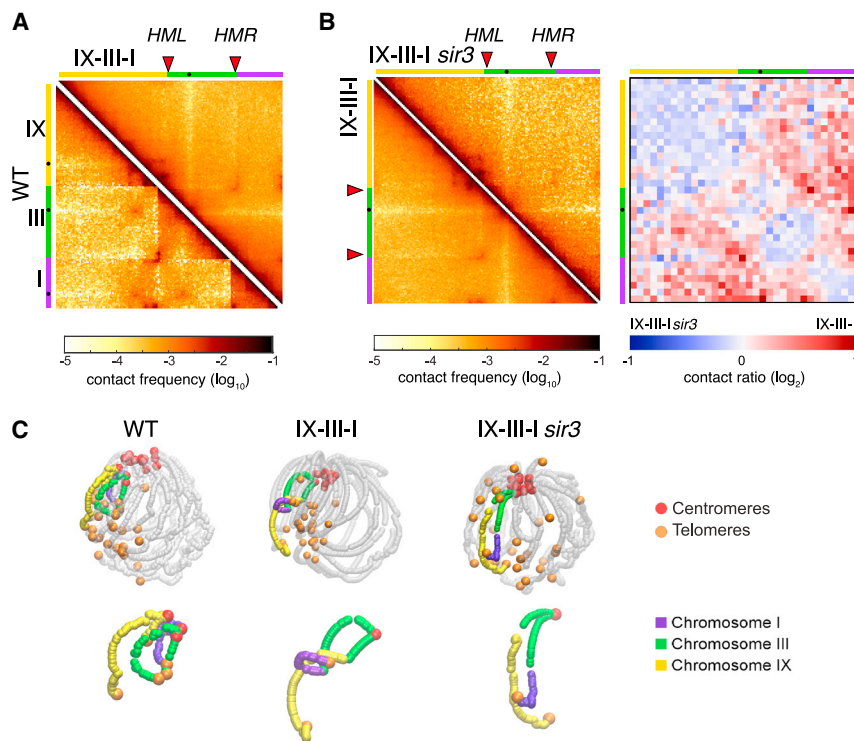 A
HML
HMR
IX-III-I
WT
IX
III
I
-5
-4
-3
-2
-1
contact frequency (log10)
B
HML
HMR
IX-III-I sir3
IX-III-I
-5
-4
-3
-2
-1
contact frequency (log10)
IX-III-I sir3
IX-III-
-1
0
contact ratio (log2)
C
WT
IX-III-I
IX-III-I sir3
Centromeres
Telomeres
Chromosome I
Chromosome III
Chromosome IX